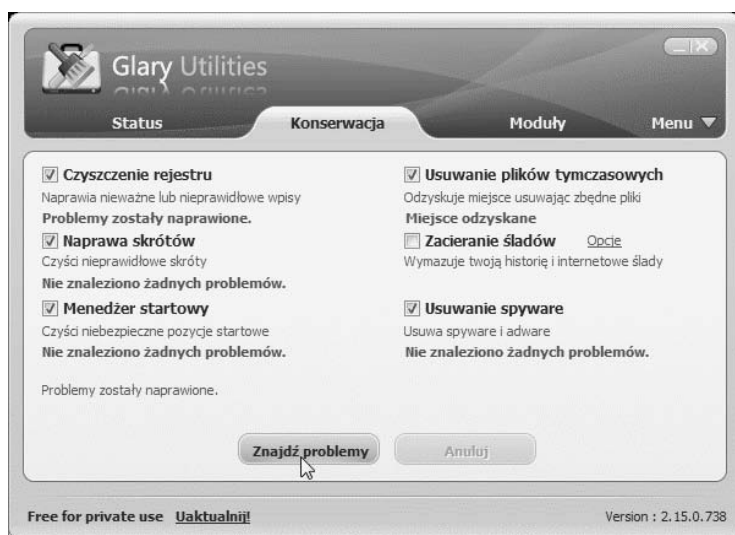 Glary Utilities
Status
Konserwacja
Moduły
Menu
Czyszczenie rejestru
Naprawia nieważne lub nieprawidłowe wpisy
Problemy zostały naprawione.
Naprawa skrótów
Czyści nieprawidłowe skróty
Nie znaleziono żadnych problemów.
Menedżer startowy
Czyści niebezpieczne pozycje startowe
Nie znaleziono żadnych problemów.
Usuwanie plików tymczasowych
Odzyskuje miejsce usuwając zbędne pliki
Miejsce odzyskane
Zacieranie śladów Opcje
Wymazuje twoją historię i internetowe ślady
Usuwanie spyware
Usuwa spyware i adware
Nie znaleziono żadnych problemów.
Problemy zostały naprawione.
Znajdź problemy
Anuluj
Free for private use Uaktualnij!
Version : 2.15.0.738